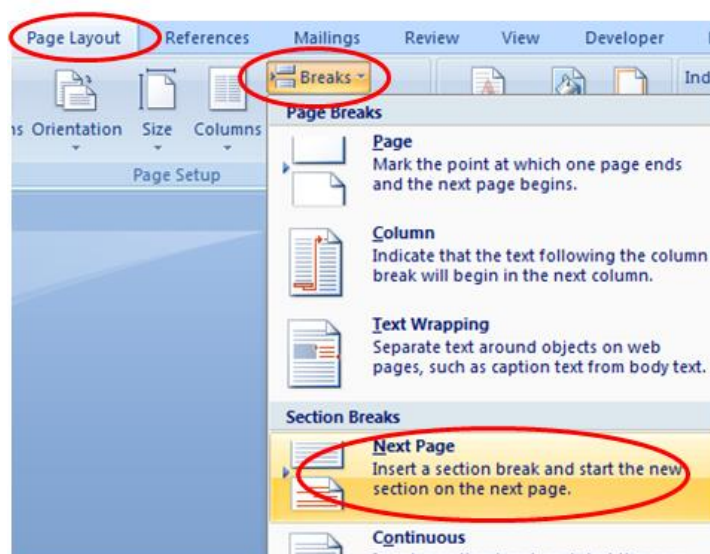 Page Layout References Mailings Review View Developer
Breaks Ind
Orientation Size Columns
Page Setup
Page Breaks
Page
Mark the point at which one page ends
and the next page begins.
Column
Indicate that the text following the column
break will begin in the next column.
Text Wrapping
Separate text around objects on web
pages, such as caption text from body text.
Section Breaks
Next Page
Insert a section break and start the new
section on the next page.
Continuous